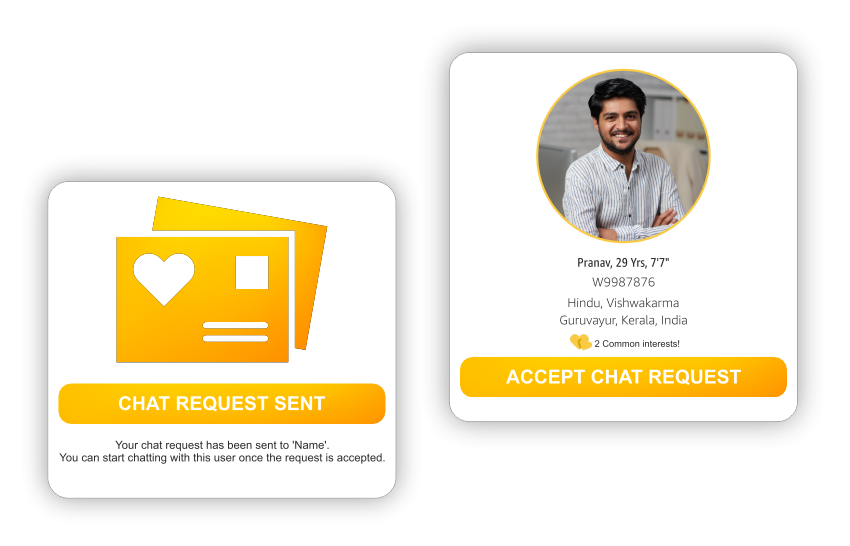 CHAT REQUEST SENT
Your chat request has been sent to 'Name'.
You can start chatting with this user once the request is accepted.
Pranav, 29 Yrs, 7'7"
W9987876
Hindu, Vishwakarma
Guruvayur, Kerala, India
2 Common interests!
ACCEPT CHAT REQUEST